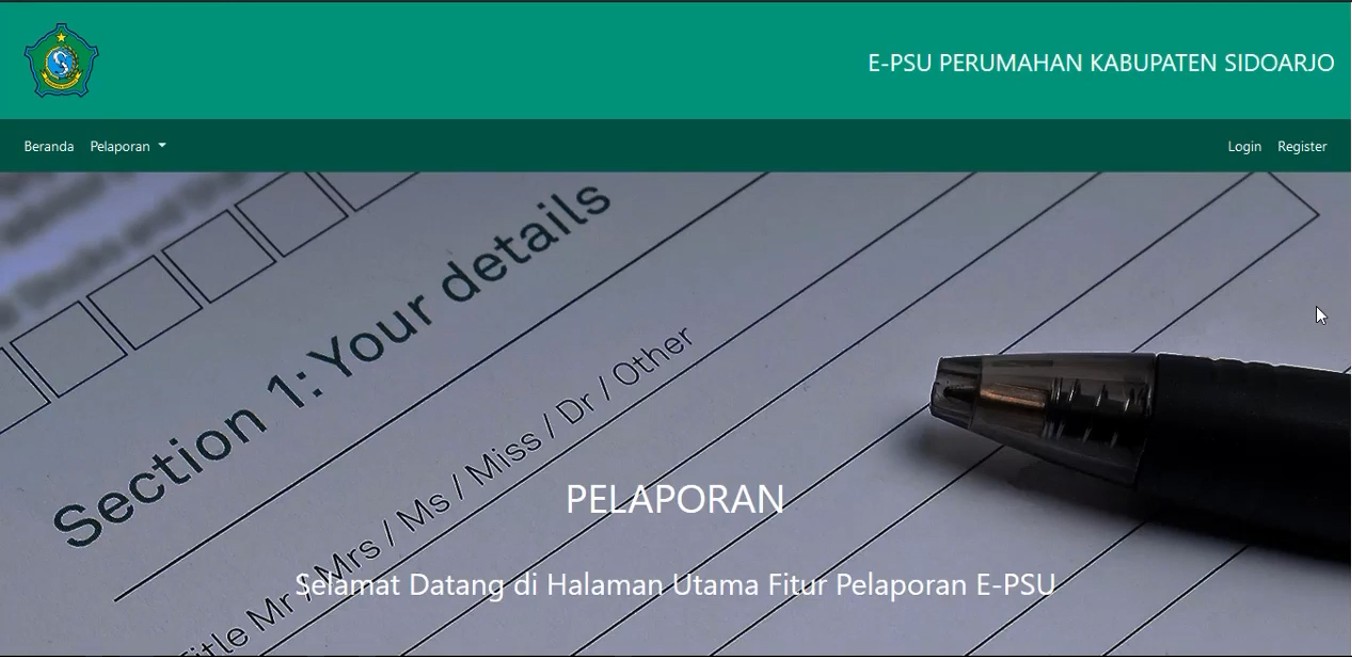 E-PSU PERUMAHAN KABUPATEN SIDOARJO
Beranda Pelaporan Login Register
Section 1: Your details
Title Mr / Mrs / Ms / Miss / Dr / Other
PELAPORAN
Selamat Datang di Halaman Utama Fitur Pelaporan E-PSU